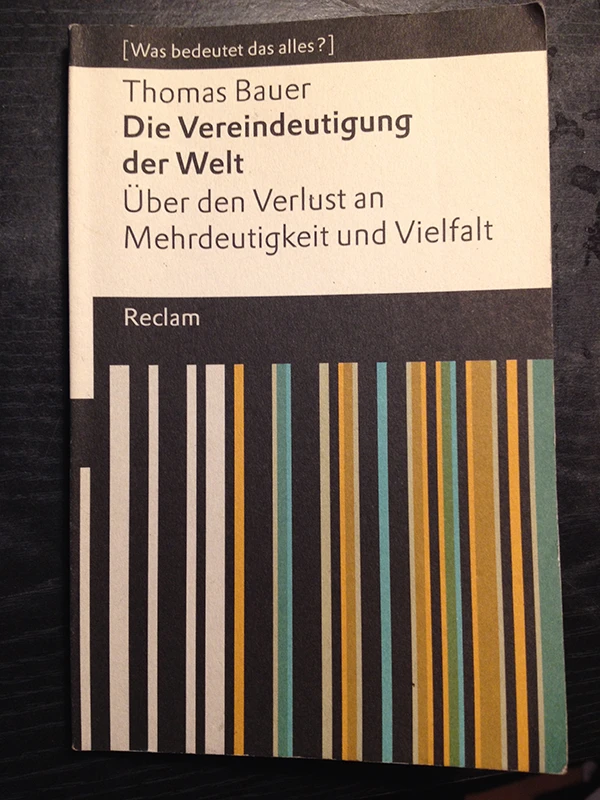 [Was bedeutet das alles?]
Thomas Bauer
Die Vereindeutigung
der Welt
Über den Verlust an
Mehrdeutigkeit und Vielfalt
Reclam